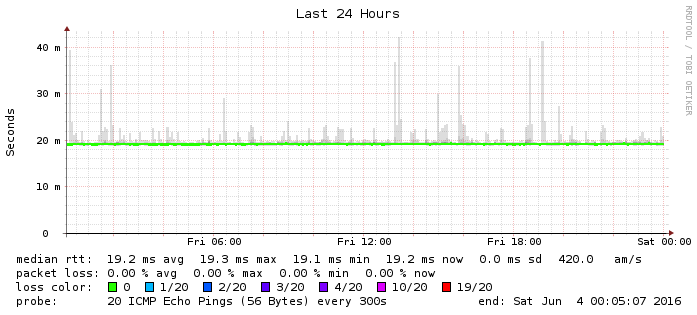 Last 24 Hours
RRDTOOL / TOBI OETIKER
Seconds
40 m
30 m
20 m
10 m
0
Fri 06:00 Fri 12:00 Fri 18:00 Sat 00:00
median rtt: 19.2 ms avg 19.3 ms max 19.1 ms min 19.2 ms now 0.0 ms sd 420.0 am/s
packet loss: 0.00 % avg 0.00 % max 0.00 % min 0.00 % now
loss color: 0 1/20 2/20 3/20 4/20 10/20 19/20
probe: 20 ICMP Echo Pings (56 Bytes) every 300s end: Sat Jun 4 00:05:07 2016